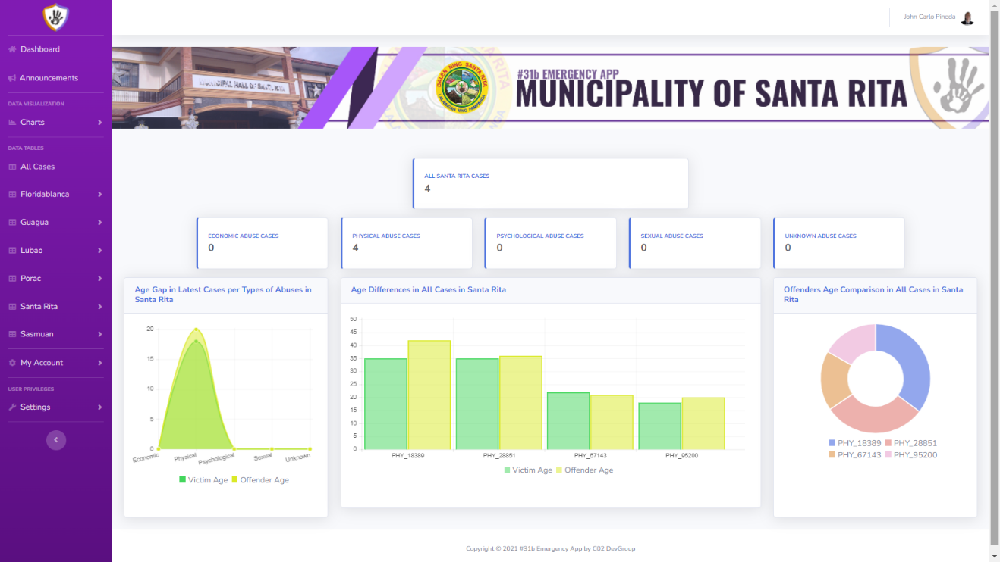 John Carlo Pineda
Dashboard
Announcements
DATA VISUALIZATION
Charts
DATA TABLES
All Cases
Floridablanca
Guagua
Lubao
Porac
Santa Rita
Sasmuan
My Account
USER PRIVILEGES
Settings
MUNICIPAL HALL OF SANTA RITA
BALEN NING SANTA RITA
LALAWIGAN NING PAMPANGA
#31b EMERGENCY APP
MUNICIPALITY OF SANTA RITA
ALL SANTA RITA CASES
4
ECONOMIC ABUSE CASES
0
PHYSICAL ABUSE CASES
4
PSYCHOLOGICAL ABUSE CASES
0
SEXUAL ABUSE CASES
0
UNKNOWN ABUSE CASES
0
Age Gap in Latest Cases per Types of Abuses in
Santa Rita
20
15
10
5
0
Economic Physical Psychological Sexual Unknown
Victim Age Offender Age
Age Differences in All Cases in Santa Rita
50
45
40
35
30
25
20
15
10
5
0
PHY_18389 PHY_28851 PHY_67143 PHY_95200
Victim Age Offender Age
Offenders Age Comparison in All Cases in Santa
Rita
PHY_18389 PHY_28851
PHY_67143 PHY_95200
Copyright © 2021 #31b Emergency App by C02 DevGroup